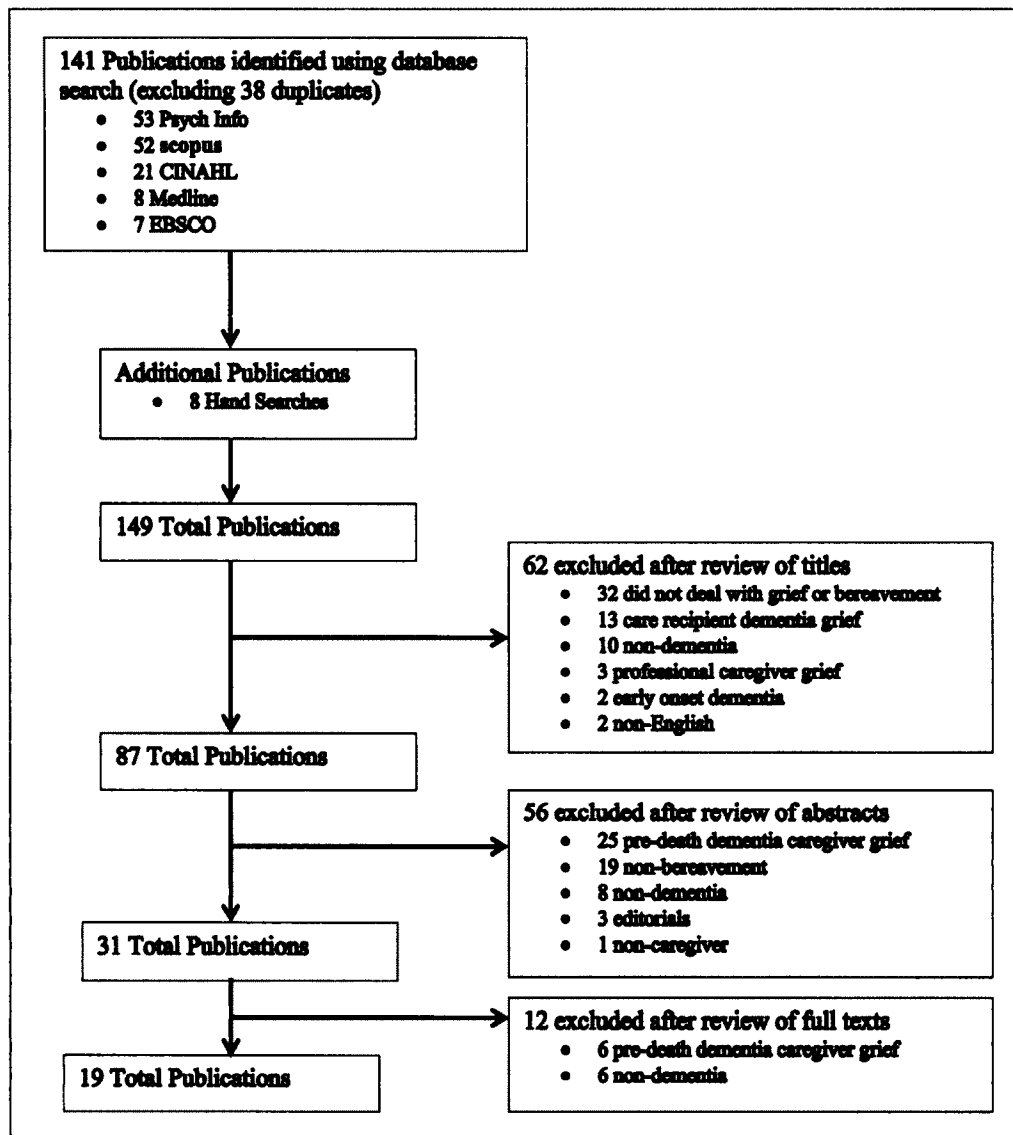 141 Publications identified using database
search (excluding 38 duplicates)
• 53 Psych Info
• 52 scopus
• 21 CINAHL
• 8 Medline
• 7 EBSCO
Additional Publications
• 8 Hand Searches
149 Total Publications
62 excluded after review of titles
• 32 did not deal with grief or bereavement
• 13 care recipient dementia grief
• 10 non-dementia
• 3 professional caregiver grief
• 2 early onset dementia
• 2 non-English
87 Total Publications
56 excluded after review of abstracts
• 25 pre-death dementia caregiver grief
• 19 non-bereavement
• 8 non-dementia
• 3 editorials
• 1 non-caregiver
31 Total Publications
12 excluded after review of full texts
• 6 pre-death dementia caregiver grief
• 6 non-dementia
19 Total Publications